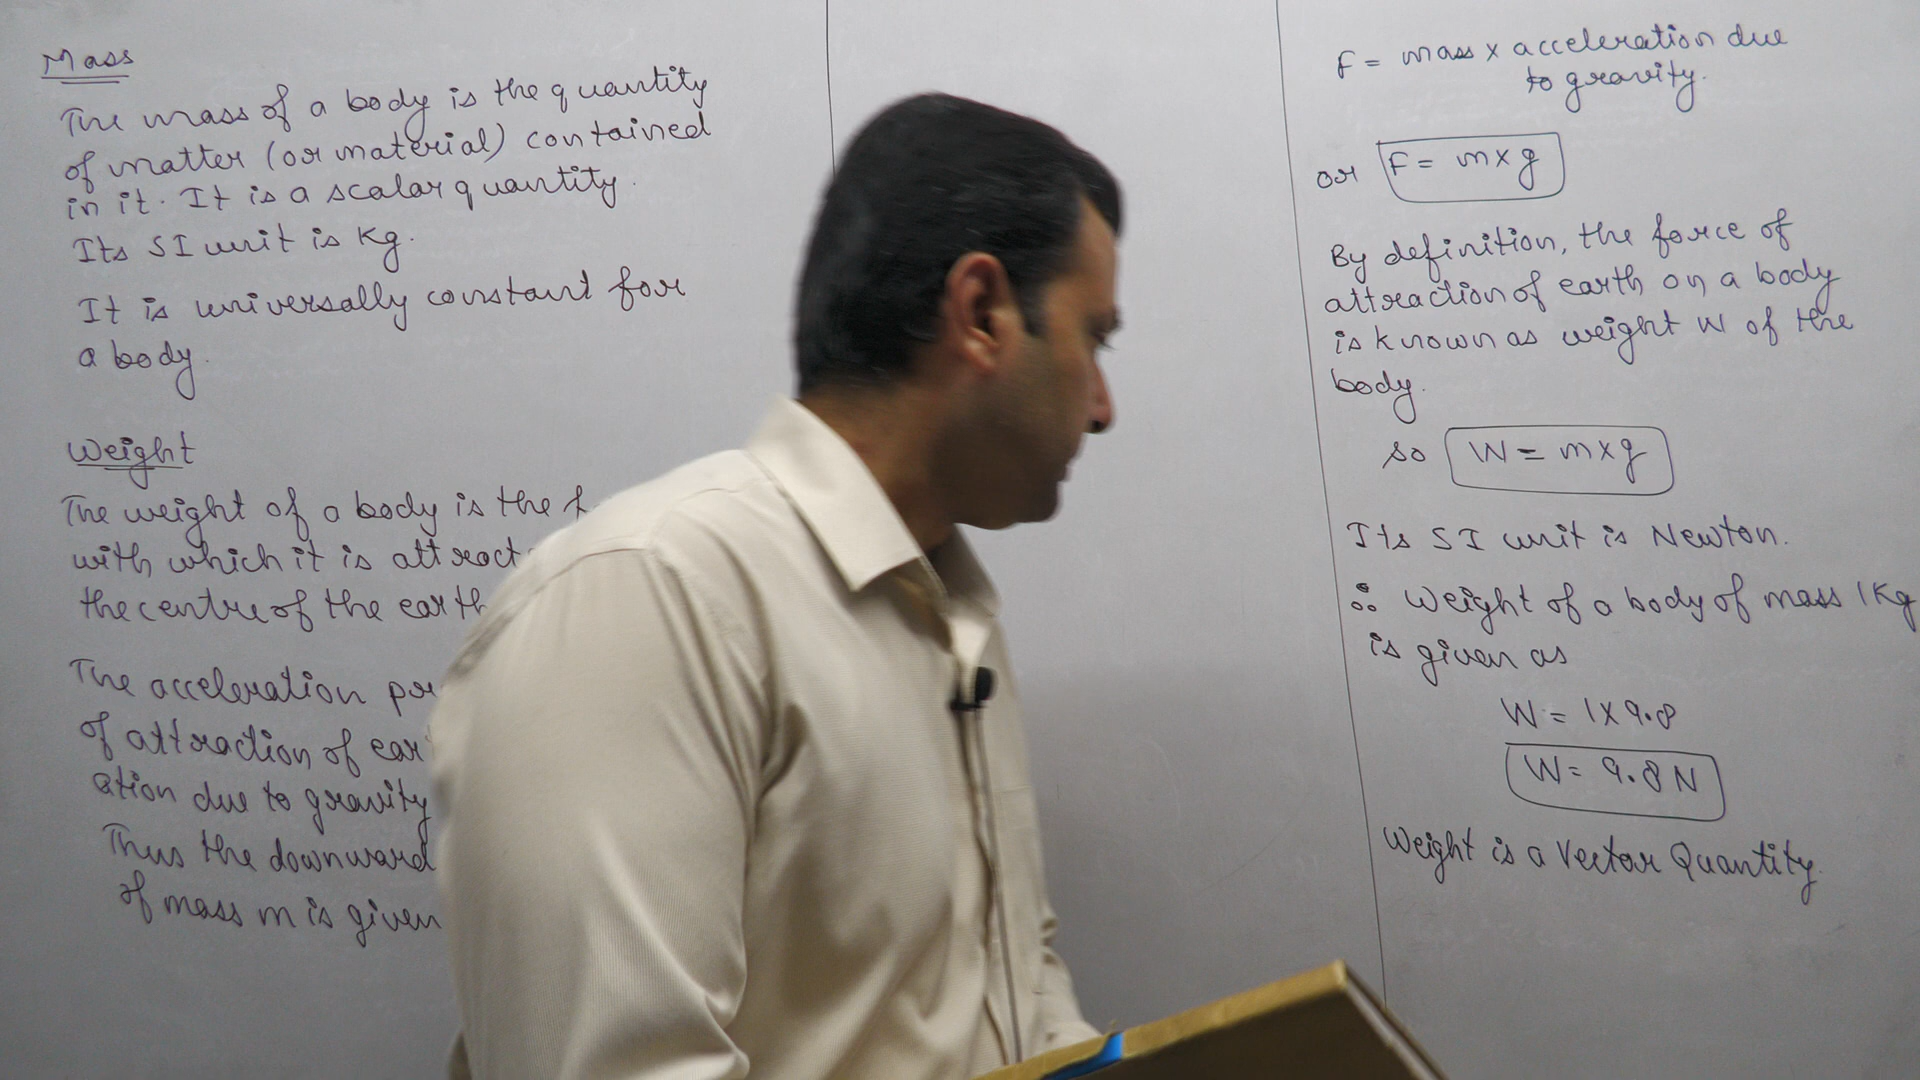 Mass
The mass of a body is the quantity
of matter (or material) contained
in it. It is a scalar quantity.
Its SI unit is Kg.
It is universally constant for
a body.
Weight
The weight of a body is the
with which it is attract
the centre of the earth
The acceleration
of attraction of
ation due to gravity
Thus the downward
of mass m is given
F = mass x acceleration due
to gravity.
or F = m x g
By definition, the force of
attraction of earth on a body
is known as weight W of the
body.
so W = m x g
Its SI unit is Newton.
∴ Weight of a body of mass 1 Kg
is given as
W = 1 x 9.8
W = 9.8 N
Weight is a Vector Quantity.